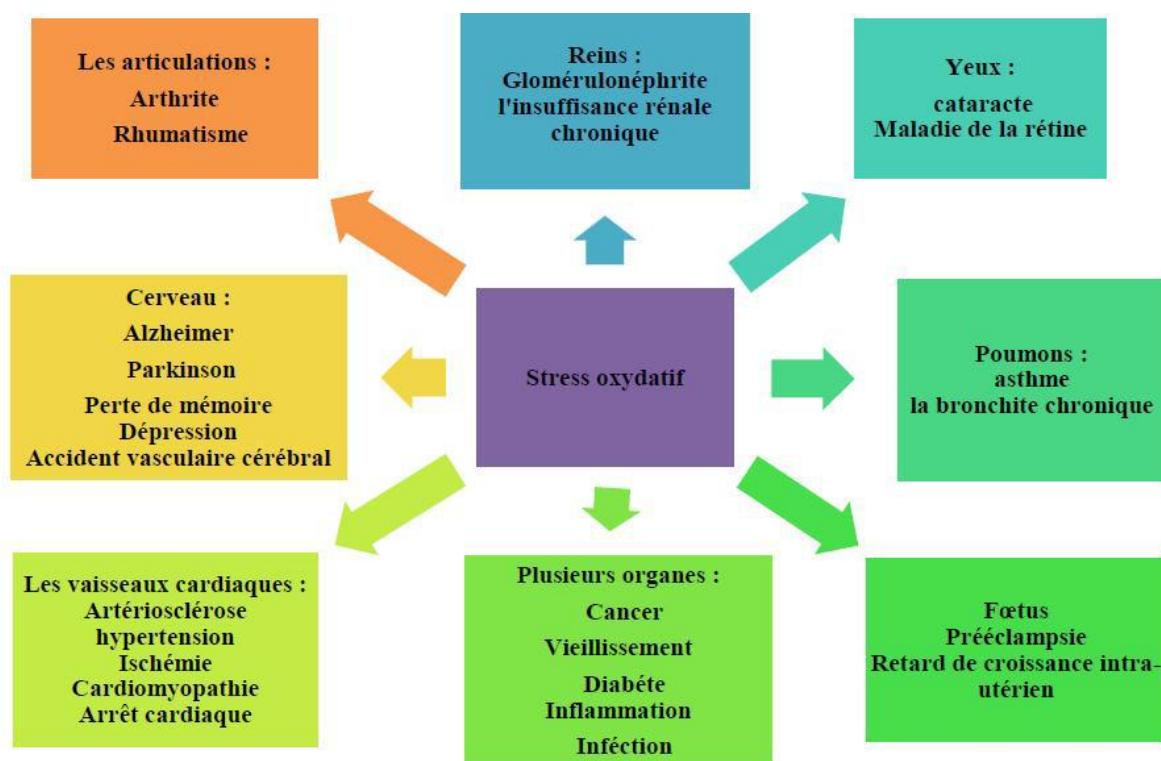 Les articulations :
Arthrite
Rhumatisme
Reins :
Glomérulonéphrite
l'insuffisance rénale
chronique
Yeux :
cataracte
Maladie de la rétine
Cerveau :
Alzheimer
Parkinson
Perte de mémoire
Dépression
Accident vasculaire cérébral
Stress oxydatif
Poumons :
asthme
la bronchite chronique
Les vaisseaux cardiaques :
Artériosclérose
hypertension
Ischémie
Cardiomyopathie
Arrêt cardiaque
Plusieurs organe :
Cancer
Vieillissement
Diabéte
Inflammation
Inféction
Fœtus
Prééclampsie
Retard de croissance intra-
utérien